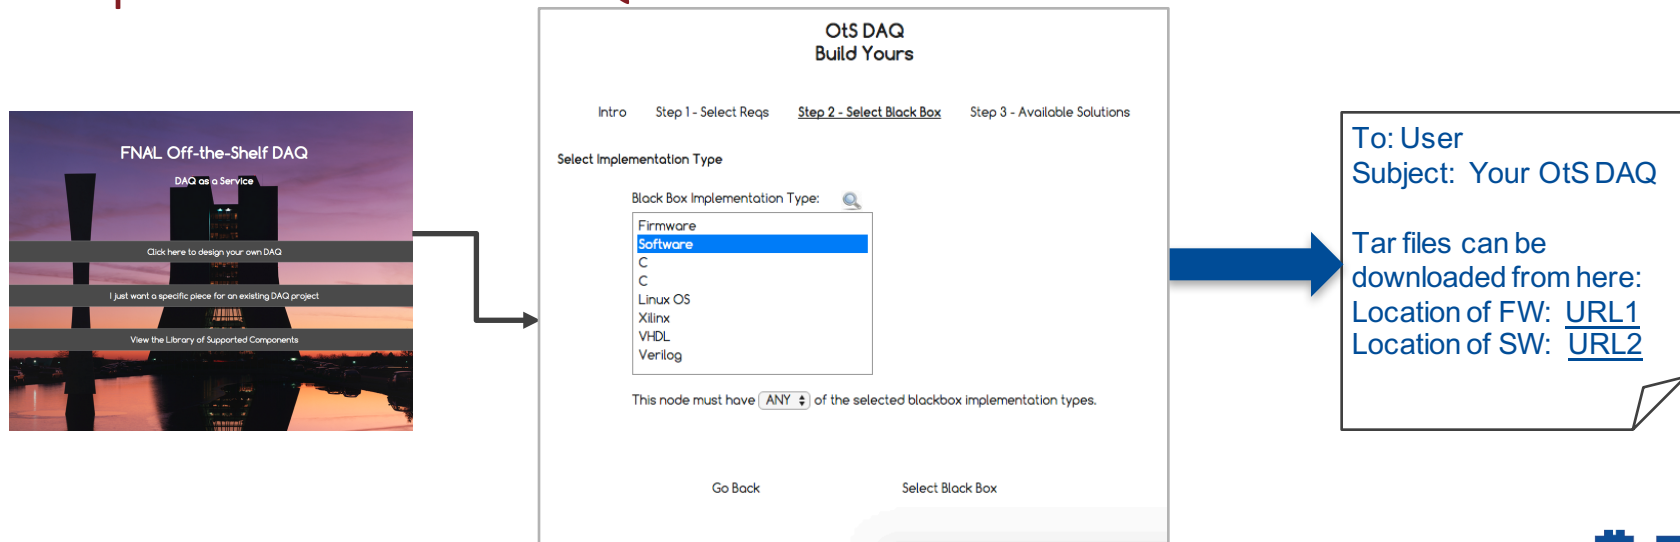 FNAL Off-the-Shelf DAQ
DAQ as a Service
Click here to design your own DAQ
I just want a specific piece for an existing DAQ project
View the Library of Supported Components
OtS DAQ
Build Yours
Intro Step 1 - Select Reqs Step 2 - Select Black Box Step 3 - Available Solutions
Select Implementation Type
Black Box Implementation Type:
Firmware
Software
C
C
Linux OS
Xilinx
VHDL
Verilog
This node must have ANY of the selected blackbox implementation types.
Go Back Select Black Box
To: User
Subject: Your OtS DAQ
Tar files can be
downloaded from here:
Location of FW: URL1
Location of SW: URL2